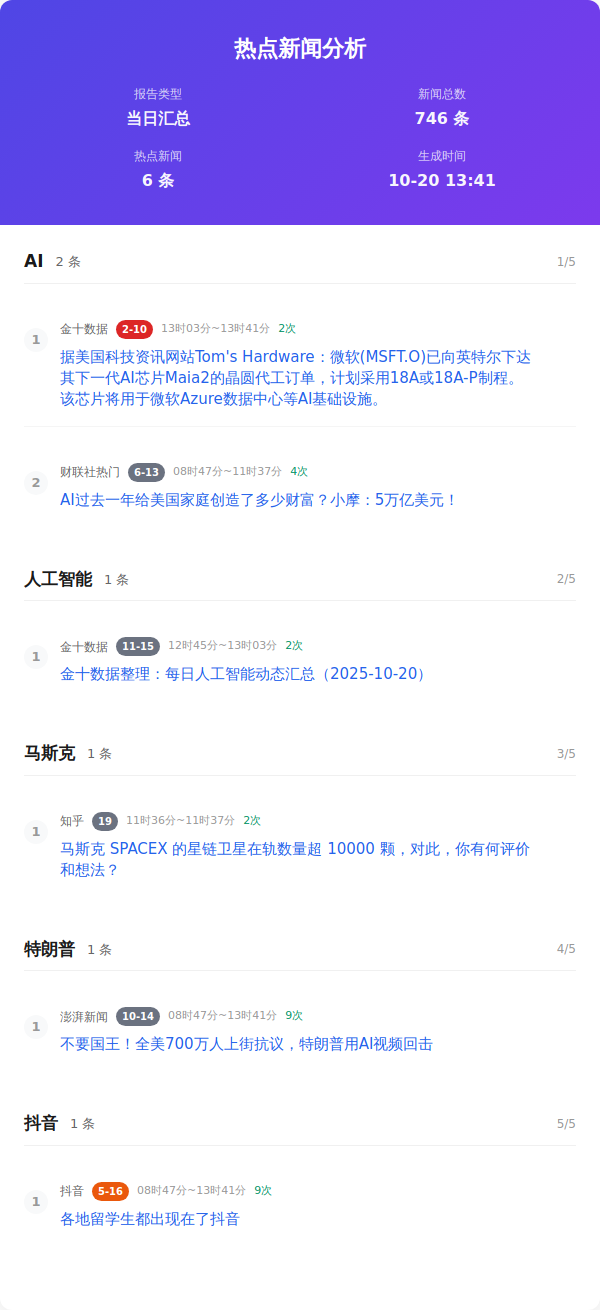 热点新闻分析
报告类型
当日汇总
新闻总数
746 条
热点新闻
6 条
生成时间
10-20 13:41
AI 2 条 1/5
1 金十数据 2-10 13时03分~13时41分 2次
据美国科技资讯网站Tom's Hardware：微软(MSFT.O)已向英特尔下达
其下一代AI芯片Maia2的晶圆代工订单，计划采用18A或18A-P制程。
该芯片将用于微软Azure数据中心等AI基础设施。
2 财联社热门 6-13 08时47分~11时37分 4次
AI过去一年给美国家庭创造了多少财富？小摩：5万亿美元！
人工智能 1 条 2/5
1 金十数据 11-15 12时45分~13时03分 2次
金十数据整理：每日人工智能动态汇总（2025-10-20）
马斯克 1 条 3/5
1 知乎 19 11时36分~11时37分 2次
马斯克 SPACEX 的星链卫星在轨数量超 10000 颗，对此，你有何评价
和想法？
特朗普 1 条 4/5
1 澎湃新闻 10-14 08时47分~13时41分 9次
不要国王！全美700万人上街抗议，特朗普用AI视频回击
抖音 1 条 5/5
1 抖音 5-16 08时47分~13时41分 9次
各地留学生都出现在了抖音